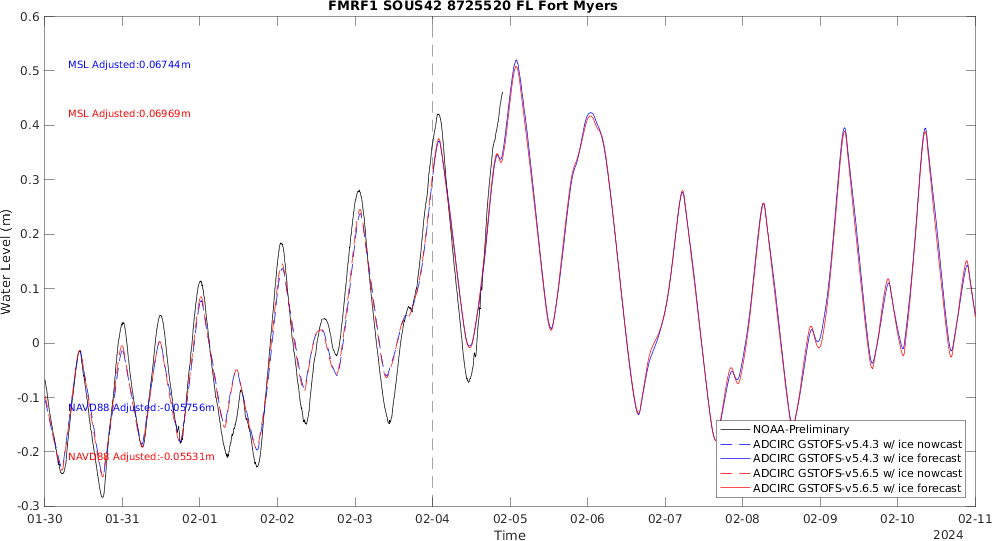 FMRF1 SOUS42 8725520 FL Fort Myers
0.6
0.5
0.4
0.3
0.2
0.1
0
-0.1
-0.2
-0.3
Water Level (m)
MSL Adjusted:0.06744m
MSL Adjusted:0.06969m
NAVD88 Adjusted:-0.05756m
NAVD88 Adjusted:-0.05531m
NOAA-Preliminary
ADCIRC GSTOFS-v5.4.3 w/ ice nowcast
ADCIRC GSTOFS-v5.4.3 w/ ice forecast
ADCIRC GSTOFS-v5.6.5 w/ ice nowcast
ADCIRC GSTOFS-v5.6.5 w/ ice forecast
01-30 01-31 02-01 02-02 02-03 02-04 02-05 02-06 02-07 02-08 02-09 02-10 02-11
Time
2024